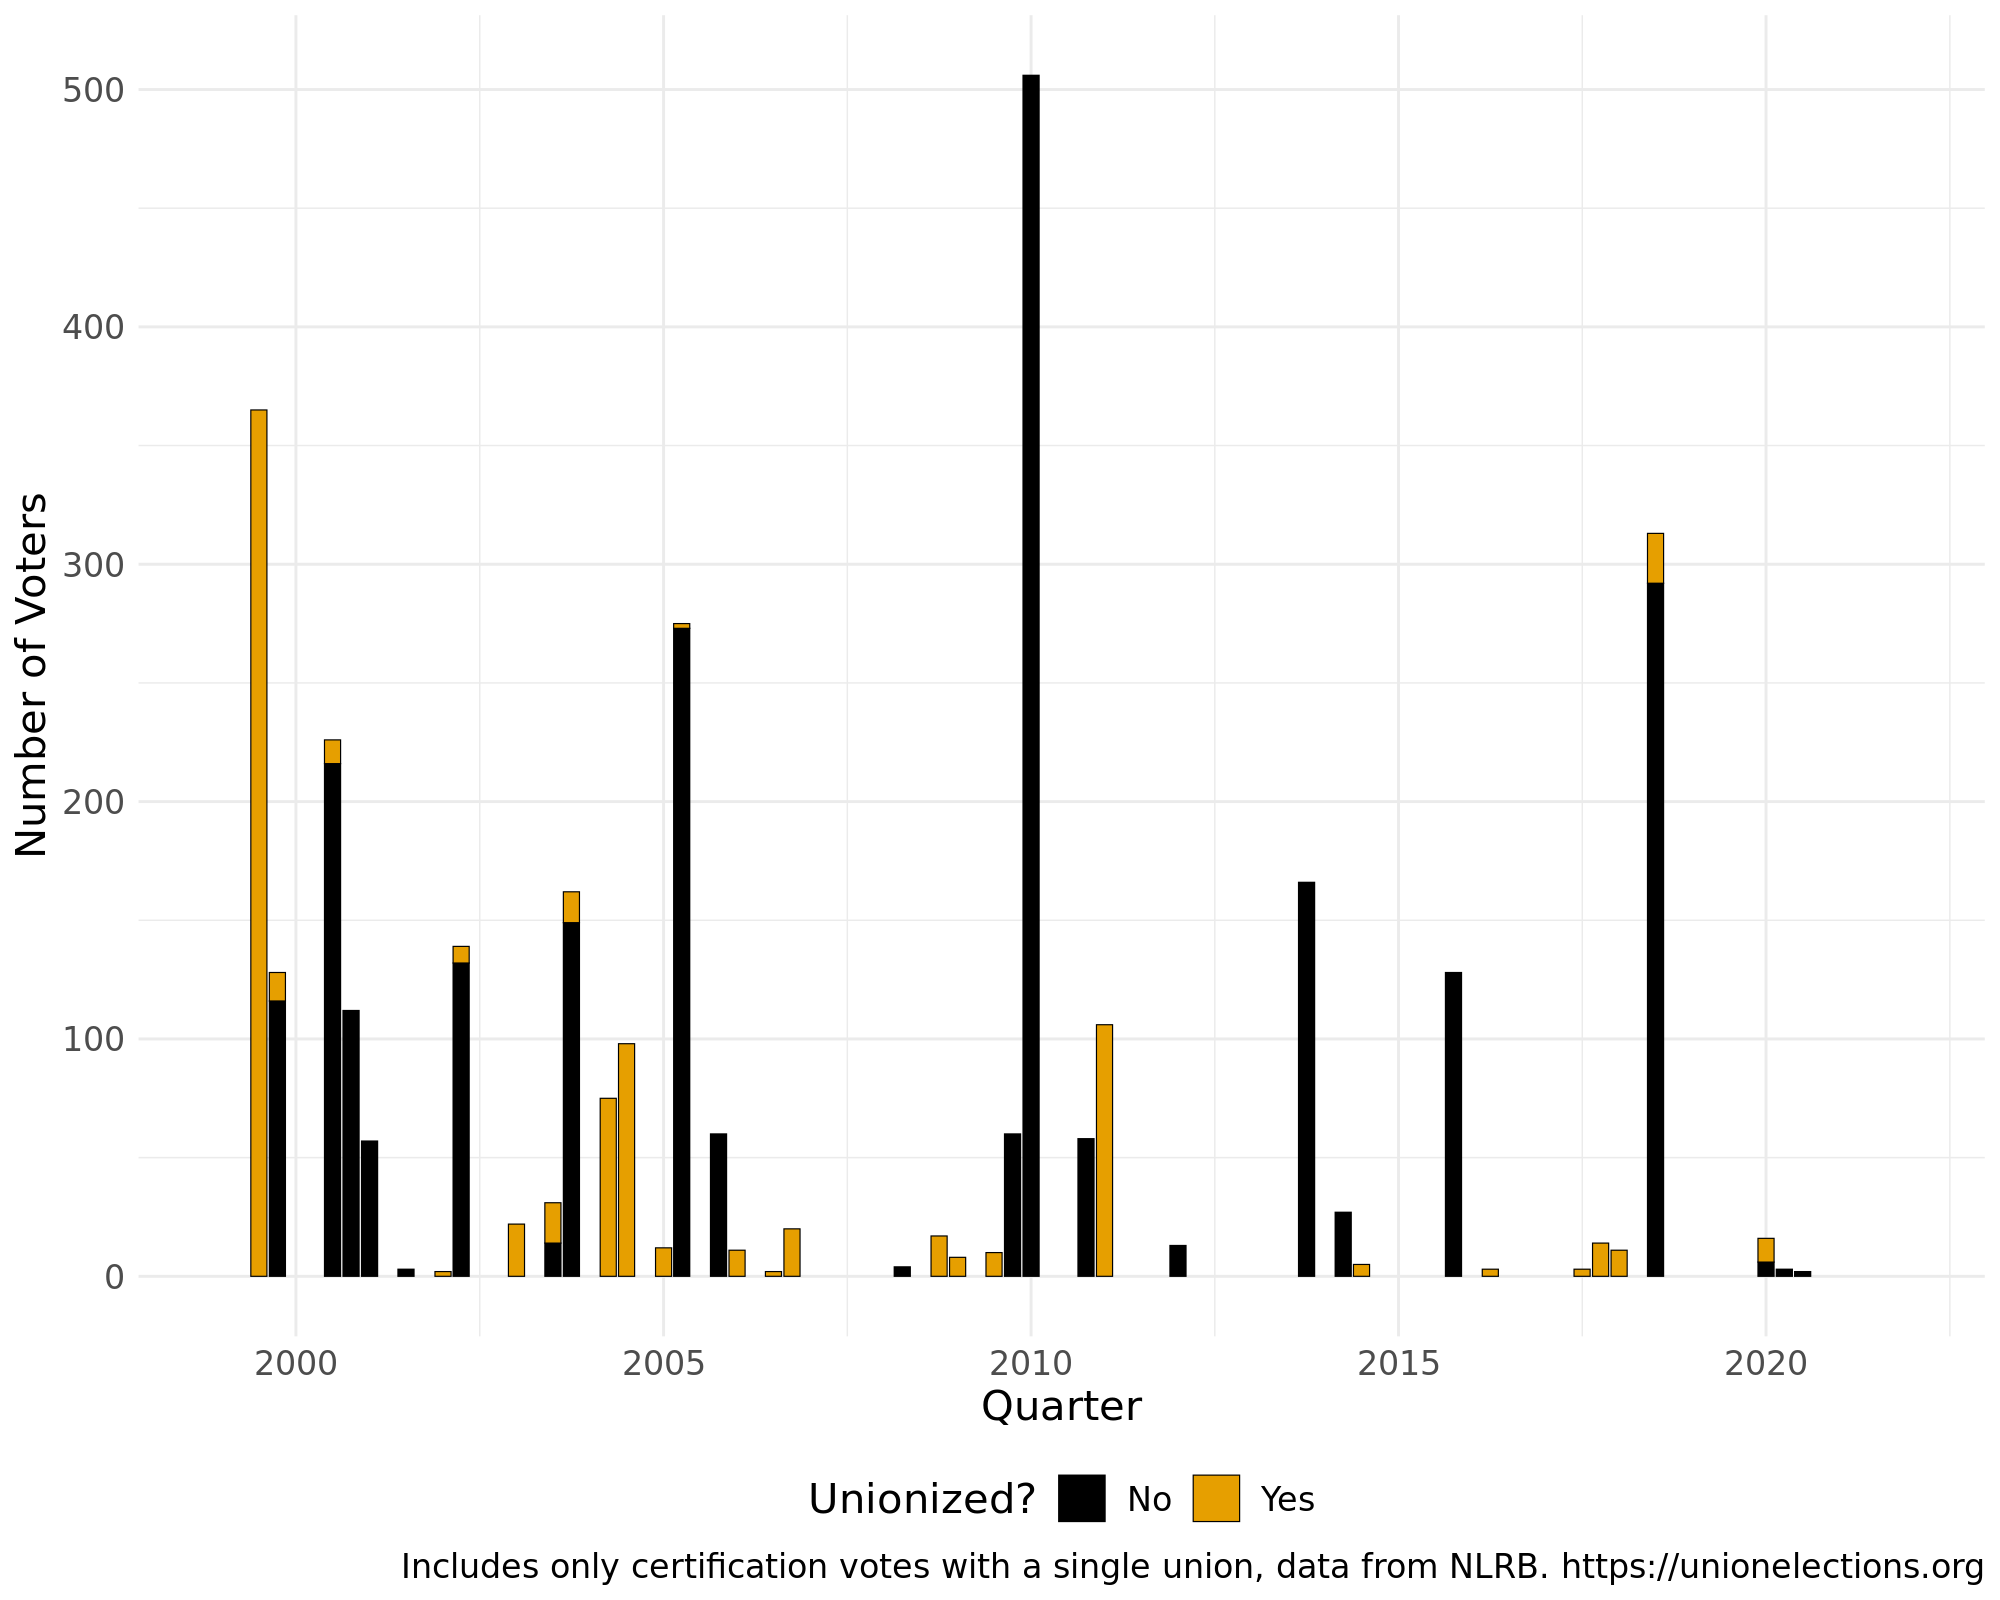 Number of Voters
500
400
300
200
100
0
2000 2005 2010 2015 2020
Quarter
Unionized? No Yes
Includes only certification votes with a single union, data from NLRB. https://unionelections.org